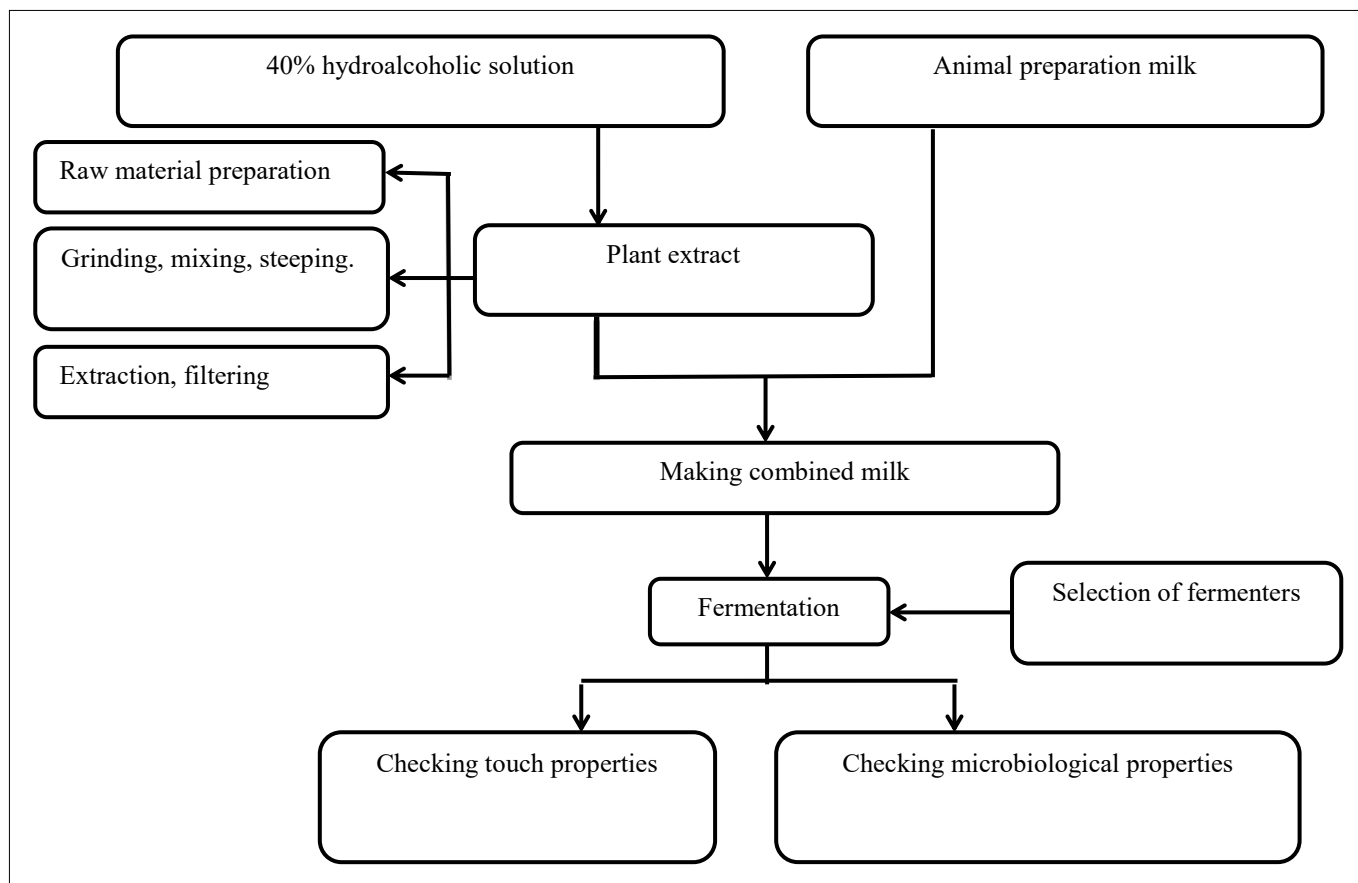 40% hydroalcoholic solution
Animal preparation milk
Raw material preparation
Plant extract
Grinding, mixing, steeping.
Extraction, filtering
Making combined milk
Selection of fermenters
Fermentation
Checking touch properties
Checking microbiological properties